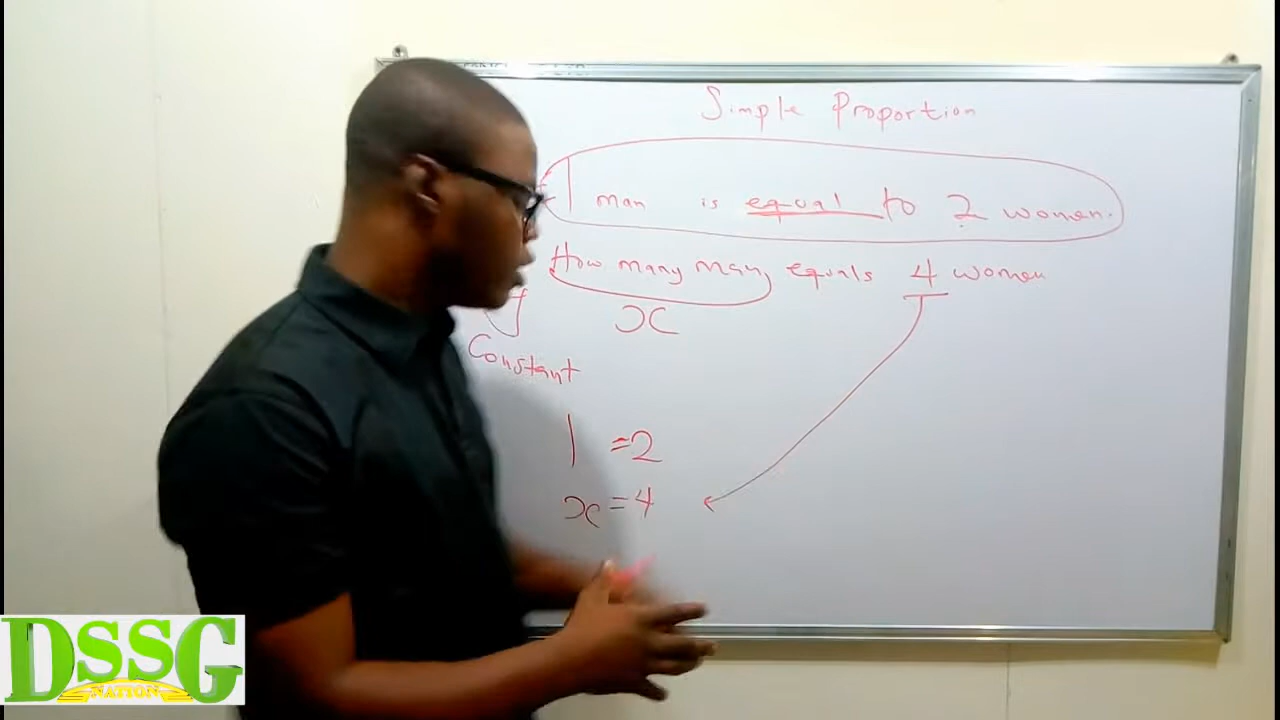 Simple Proportion
1 man is equal to 2 women.
How many man equals 4 women
x
Constant
1 = 2
x = 4
DSSG
NATION